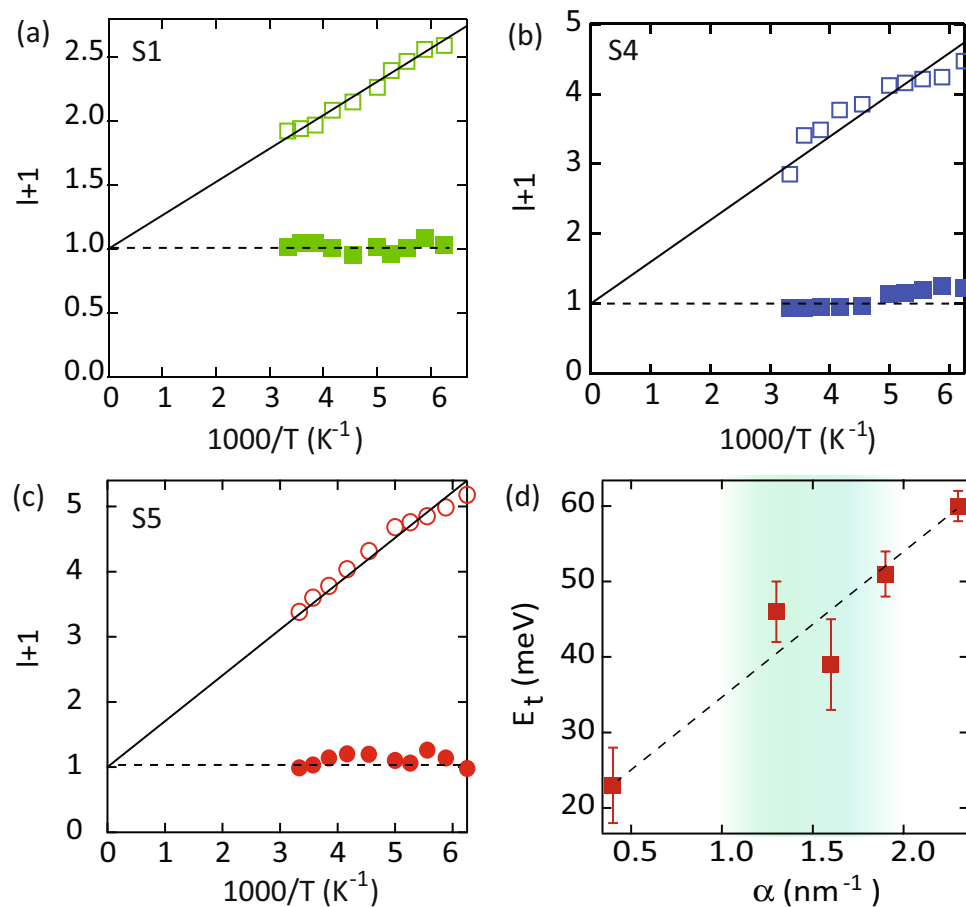 (a)
S1
2.5
2.0
1.5
1.0
0.5
0.0
I+1
0 1 2 3 4 5 6
1000/T (K⁻¹)
(b)
S4
5
4
3
2
1
0
I+1
0 1 2 3 4 5 6
1000/T (K⁻¹)
(c)
S5
5
4
3
2
1
0
I+1
0 1 2 3 4 5 6
1000/T (K⁻¹)
(d)
60
50
40
30
20
Eₜ (meV)
0.5 1.0 1.5 2.0
α (nm⁻¹)